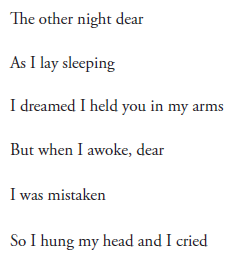 The other night dear
As I lay sleeping
I dreamed I held you in my arms
But when I awoke, dear
I was mistaken
So I hung my head and I cried